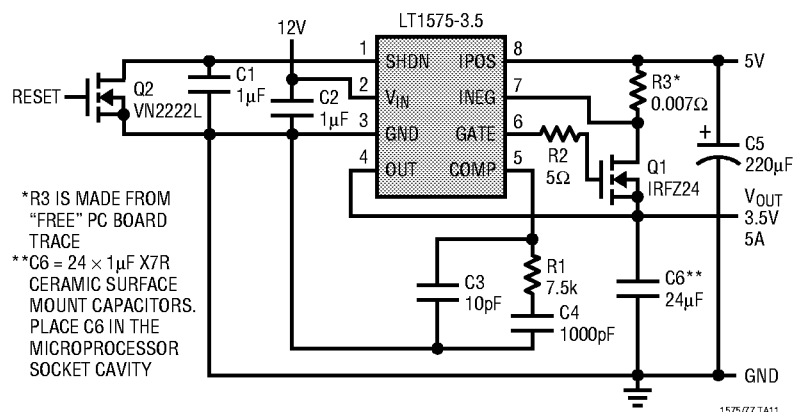 LT1575-3.5
12V
1
SHDN
IPOS
8
5V
RESET
Q2
VN2222L
C1
1µF
2
VIN
INEG
7
R3*
0.007Ω
C2
1µF
3
GND
GATE
6
R2
5Ω
Q1
IRFZ24
+
C5
220µF
4
OUT
COMP
5
VOUT
3.5V
5A
*R3 IS MADE FROM
“FREE” PC BOARD
TRACE
**C6 = 24 × 1µF X7R
CERAMIC SURFACE
MOUNT CAPACITORS.
PLACE C6 IN THE
MICROPROCESSOR
SOCKET CAVITY
C3
10pF
R1
7.5k
C4
1000pF
C6**
24µF
GND
1575/77 TA11